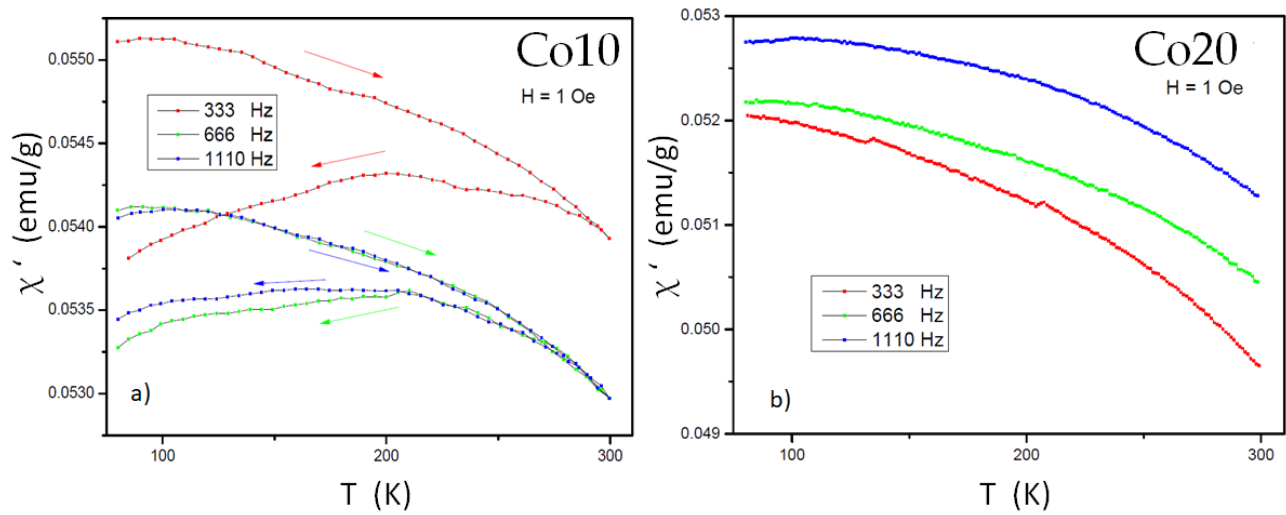 Co10
H = 1 Oe
333 Hz
666 Hz
1110 Hz
0.0550
0.0545
0.0540
0.0535
0.0530
χ ‘ (emu/g)
a)
100
200
300
T (K)
Co20
H = 1 Oe
0.053
0.052
0.051
0.050
0.049
χ ‘ (emu/g)
333 Hz
666 Hz
1110 Hz
b)
100
200
300
T (K)